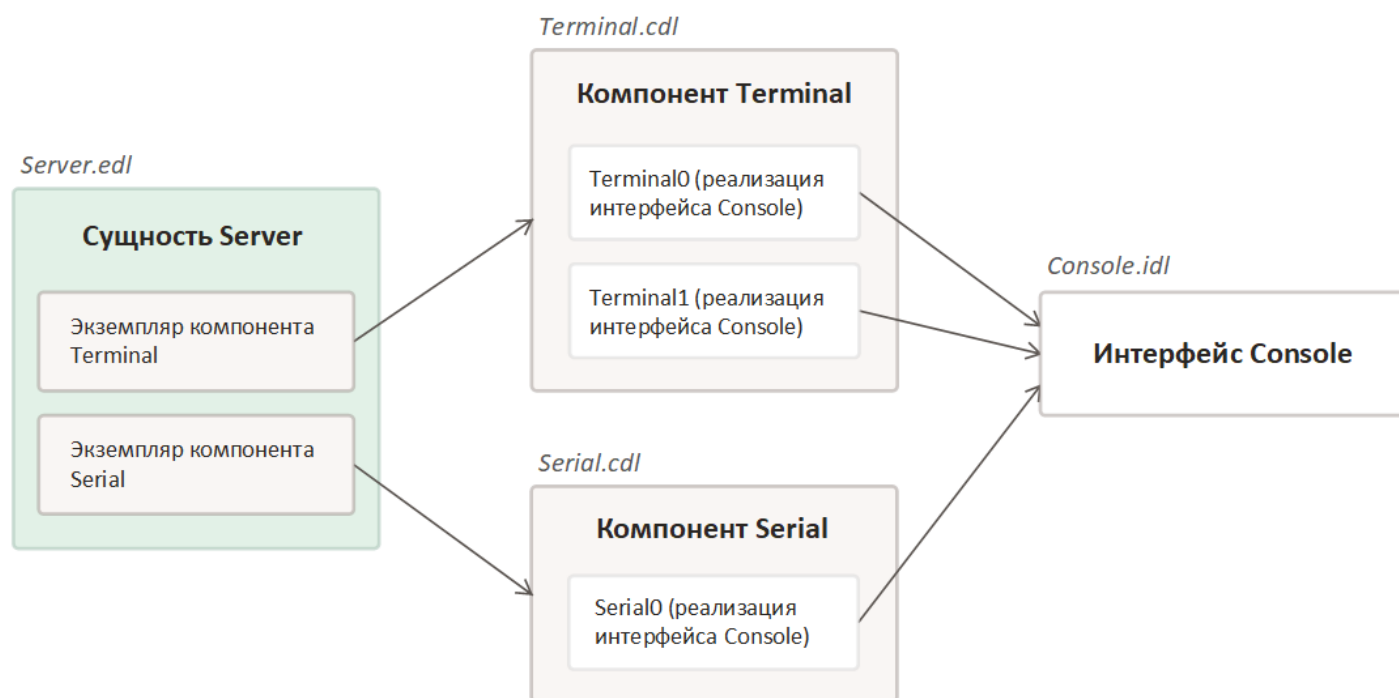 Terminal.cdl
Компонент Terminal
Terminal0 (реализация
интерфейса Console)
Terminal1 (реализация
интерфейса Console)
Server.edl
Сущность Server
Экземпляр компонента
Terminal
Экземпляр компонента
Serial
Console.idl
Интерфейс Console
Serial.cdl
Компонент Serial
Serial0 (реализация
интерфейса Console)